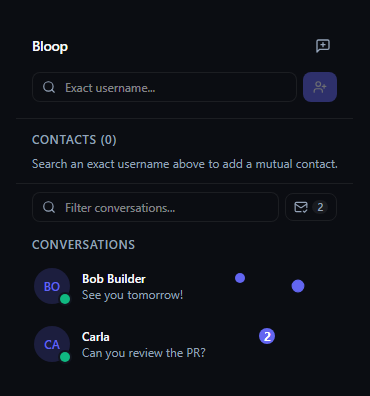 Bloop
Exact username...
CONTACTS (0)
Search an exact username above to add a mutual contact.
Filter conversations...
2
CONVERSATIONS
BO
Bob Builder
See you tomorrow!
CA
Carla
Can you review the PR?
2